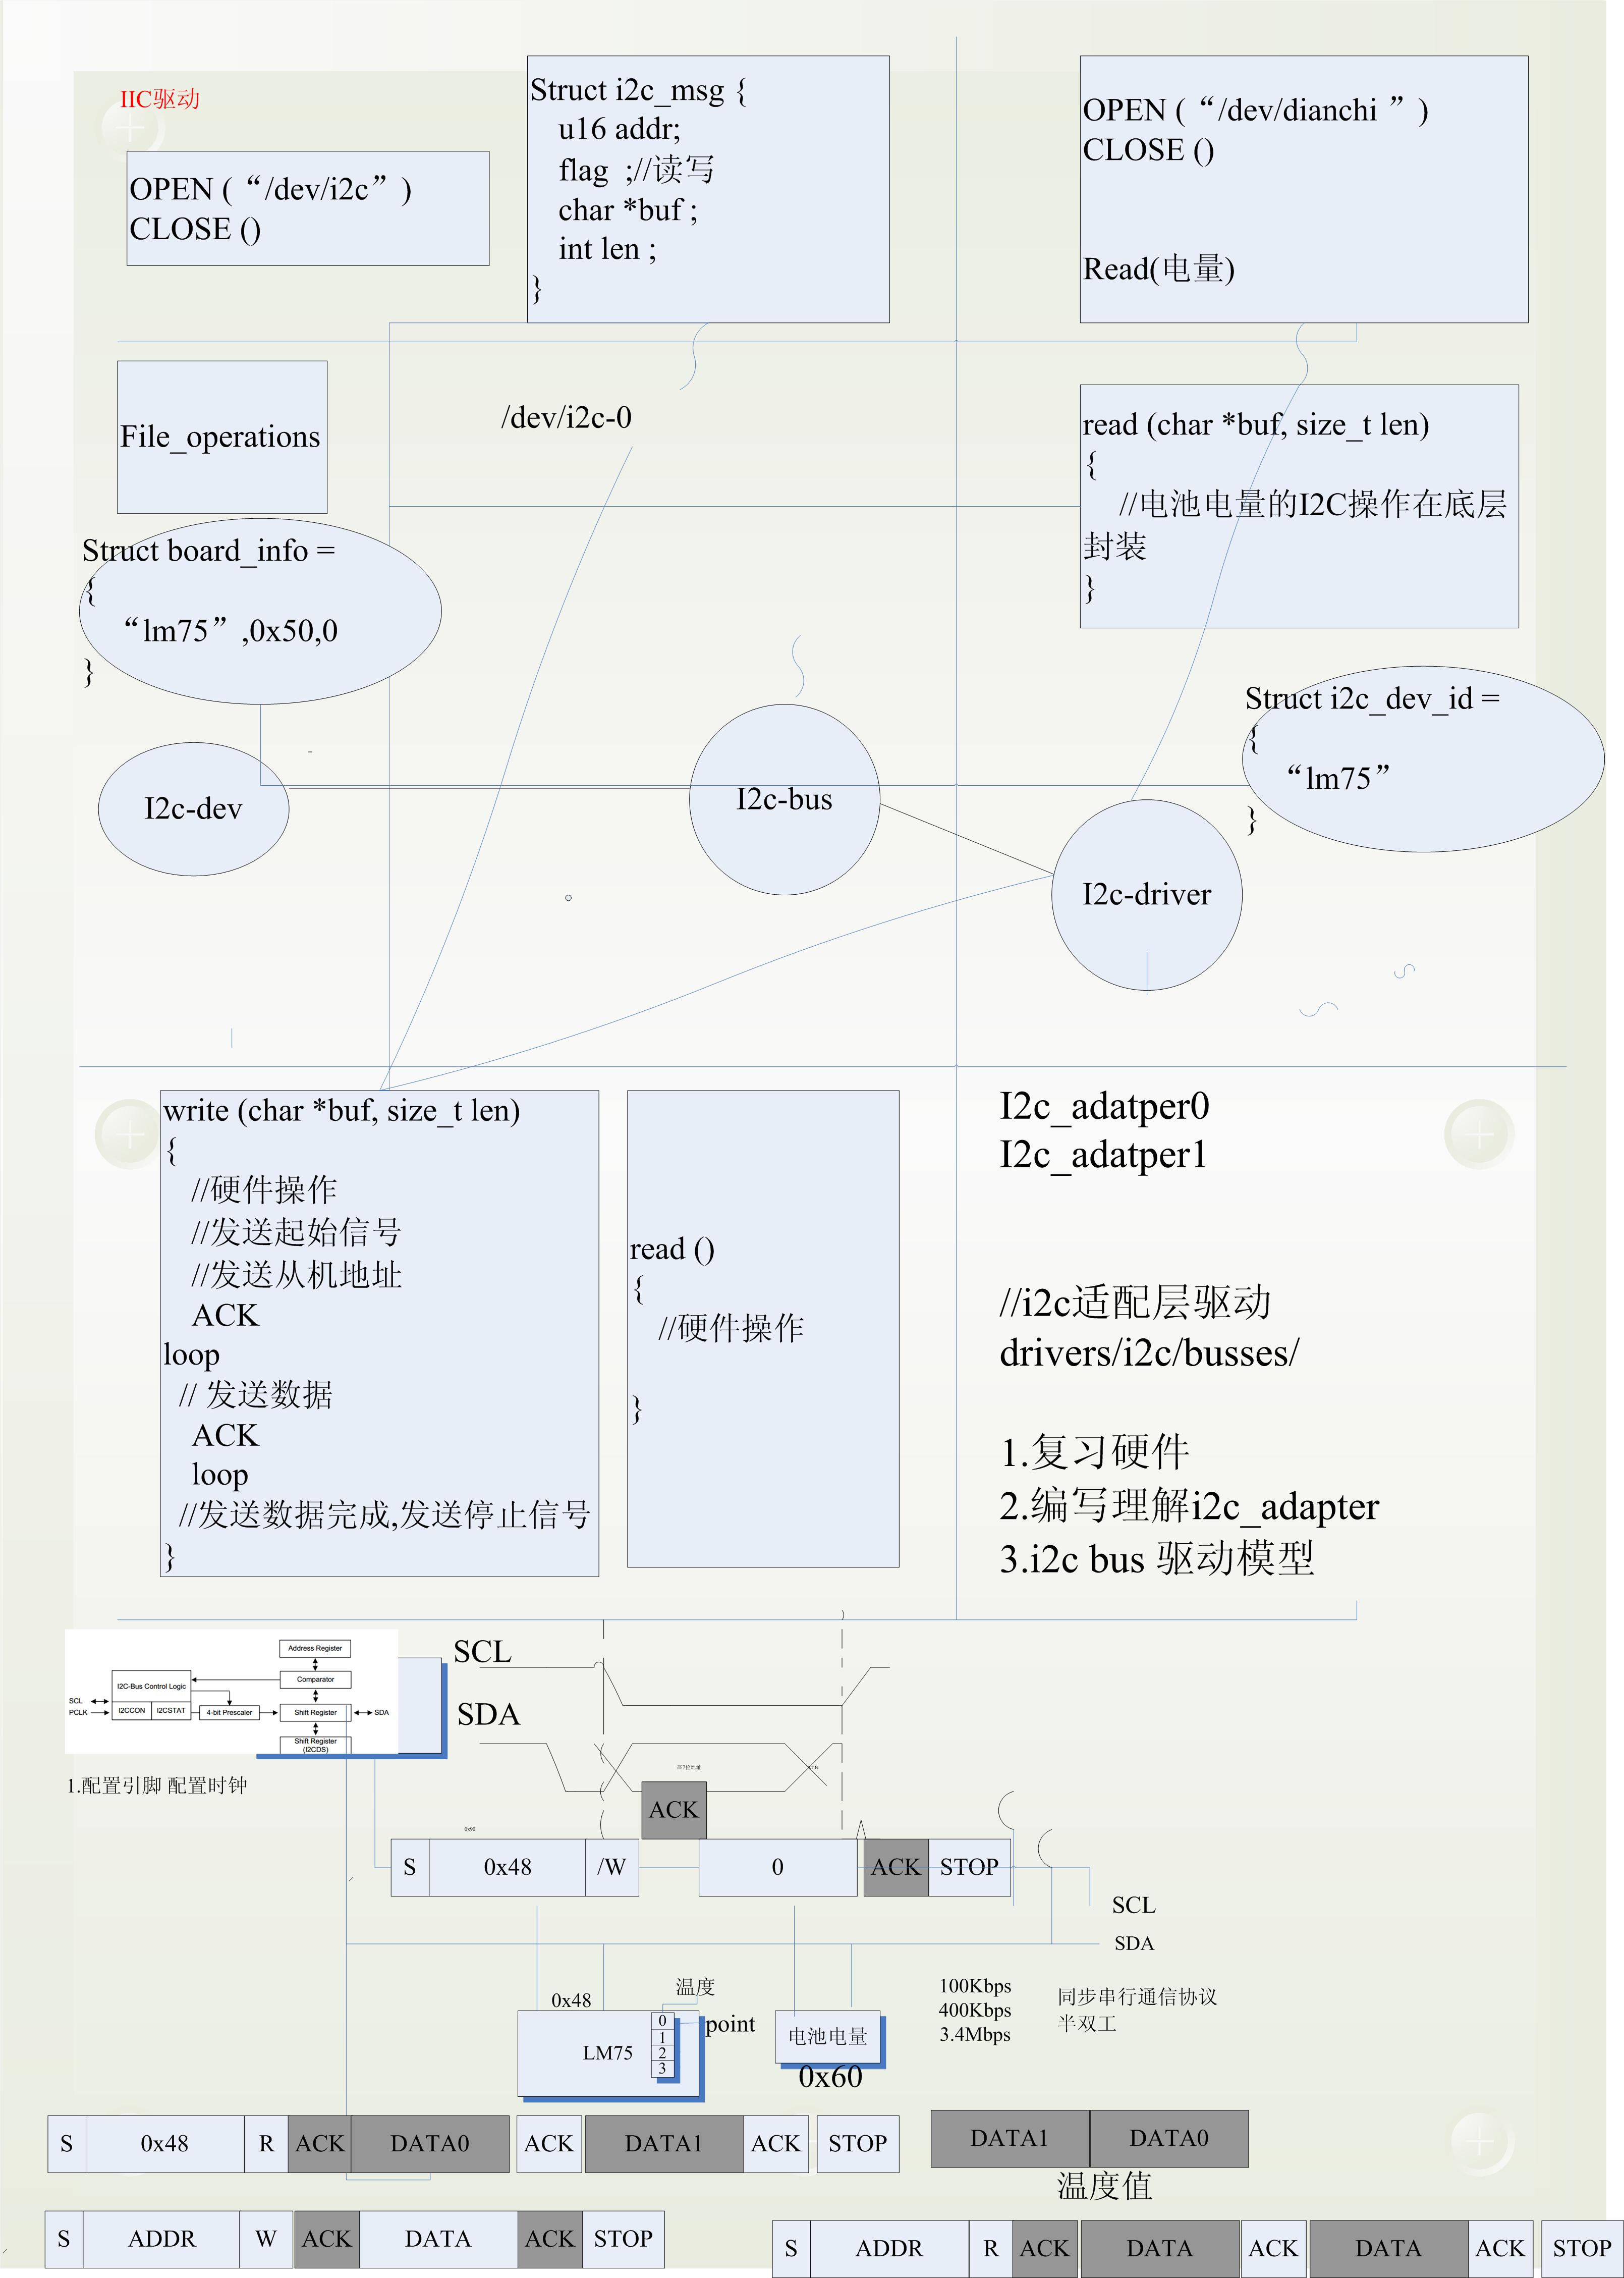 IIC驱动
OPEN (“/dev/i2c”)
CLOSE ()
Struct i2c_msg {
u16 addr;
flag  ;//读写
char *buf ;
int len ;
}
OPEN (“/dev/dianchi ”)
CLOSE ()
Read(电量)
File_operations
/dev/i2c-0
read (char *buf, size_t len)
{
//电池电量的I2C操作在底层
封装
}
Struct board_info =
{
“lm75”,0x50,0
}
Struct i2c_dev_id =
{
“lm75”
}
I2c-dev
I2c-bus
I2c-driver
write (char *buf, size_t len)
{
//硬件操作
//发送起始信号
//发送从机地址
ACK
loop
// 发送数据
ACK
loop
//发送数据完成,发送停止信号
}
read ()
{
//硬件操作
}
I2c_adatper0
I2c_adatper1
//i2c适配层驱动
drivers/i2c/busses/
1.复习硬件
2.编写理解i2c_adapter
3.i2c bus 驱动模型
Address Register
I2C-Bus Control Logic
Comparator
SCL
PCLK
I2CCON
I2CSTAT
4-bit Prescaler
Shift Register
SDA
Shift Register
(I2CDS)
SCL
SDA
1.配置引脚 配置时钟
0x90
ACK
S
0x48
/W
0
ACK
STOP
SCL
SDA
0x48
温度
LM75
0
1
2
3
point
电池电量
0x60
100Kbps
400Kbps
3.4Mbps
同步串行通信协议
半双工
S
0x48
R
ACK
DATA0
ACK
DATA1
ACK
STOP
DATA1
DATA0
温度值
S
ADDR
W
ACK
DATA
ACK
STOP
S
ADDR
R
ACK
DATA
ACK
DATA
ACK
STOP